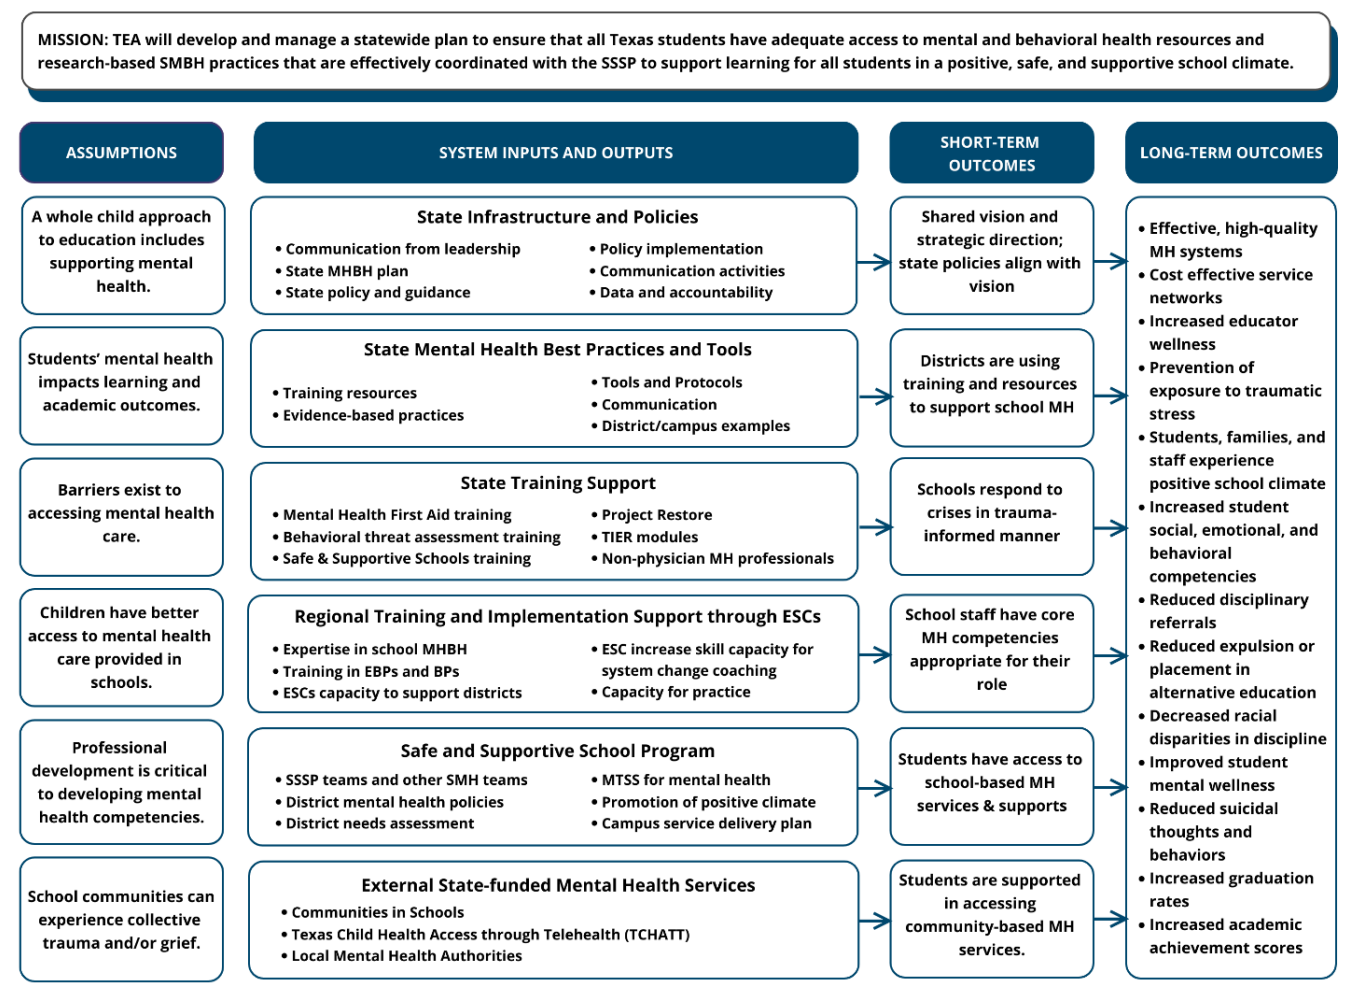 MISSION: TEA will develop and manage a statewide plan to ensure that all Texas students have adequate access to mental and behavioral health resources and
research-based SMBH practices that are effectively coordinated with the SSSP to support learning for all students in a positive, safe, and supportive school climate.
ASSUMPTIONS
A whole child approach
to education includes
supporting mental
health.
Students’ mental health
impacts learning and
academic outcomes.
Barriers exist to
accessing mental health
care.
Children have better
access to mental health
care provided in
schools.
Professional
development is critical
to developing mental
health competencies.
School communities can
experience collective
trauma and/or grief.
SYSTEM INPUTS AND OUTPUTS
State Infrastructure and Policies
• Communication from leadership
• State MHBH plan
• State policy and guidance
• Policy implementation
• Communication activities
• Data and accountability
State Mental Health Best Practices and Tools
• Training resources
• Evidence-based practices
• Tools and Protocols
• Communication
• District/campus examples
State Training Support
• Mental Health First Aid training
• Behavioral threat assessment training
• Safe & Supportive Schools training
• Project Restore
• TIER modules
• Non-physician MH professionals
Regional Training and Implementation Support through ESCs
• Expertise in school MHBH
• Training in EBPs and BPs
• ESCs capacity to support districts
• ESC increase skill capacity for
system change coaching
• Capacity for practice
Safe and Supportive School Program
• SSSP teams and other SMH teams
• District mental health policies
• District needs assessment
• MTSS for mental health
• Promotion of positive climate
• Campus service delivery plan
External State-funded Mental Health Services
• Communities in Schools
• Texas Child Health Access through Telehealth (TCHATT)
• Local Mental Health Authorities
SHORT-TERM
OUTCOMES
Shared vision and
strategic direction;
state policies align with
vision
Districts are using
training and resources
to support school MH
Schools respond to
crises in trauma-
informed manner
School staff have core
MH competencies
appropriate for their
role
Students have access to
school-based MH
services & supports
Students are supported
in accessing
community-based MH
services.
LONG-TERM OUTCOMES
• Effective, high-quality
MH systems
• Cost effective service
networks
• Increased educator
wellness
• Prevention of
exposure to traumatic
stress
• Students, families, and
staff experience
positive school climate
• Increased student
social, emotional, and
behavioral
competencies
• Reduced disciplinary
referrals
• Reduced expulsion or
placement in
alternative education
• Decreased racial
disparities in discipline
• Improved student
mental wellness
• Reduced suicidal
thoughts and
behaviors
• Increased graduation
rates
• Increased academic
achievement scores